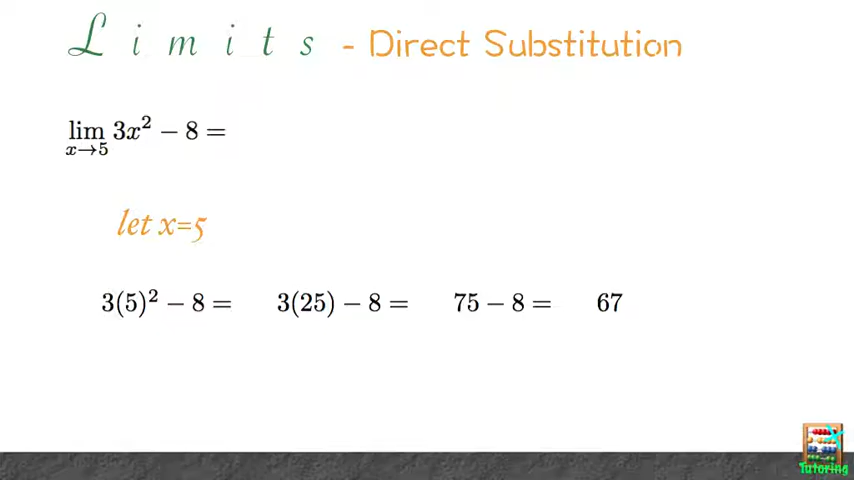 Limits - Direct Substitution
lim x→5 3x² − 8 =
let x=5
3(5)² − 8 = 3(25) − 8 = 75 − 8 = 67
Tutoring